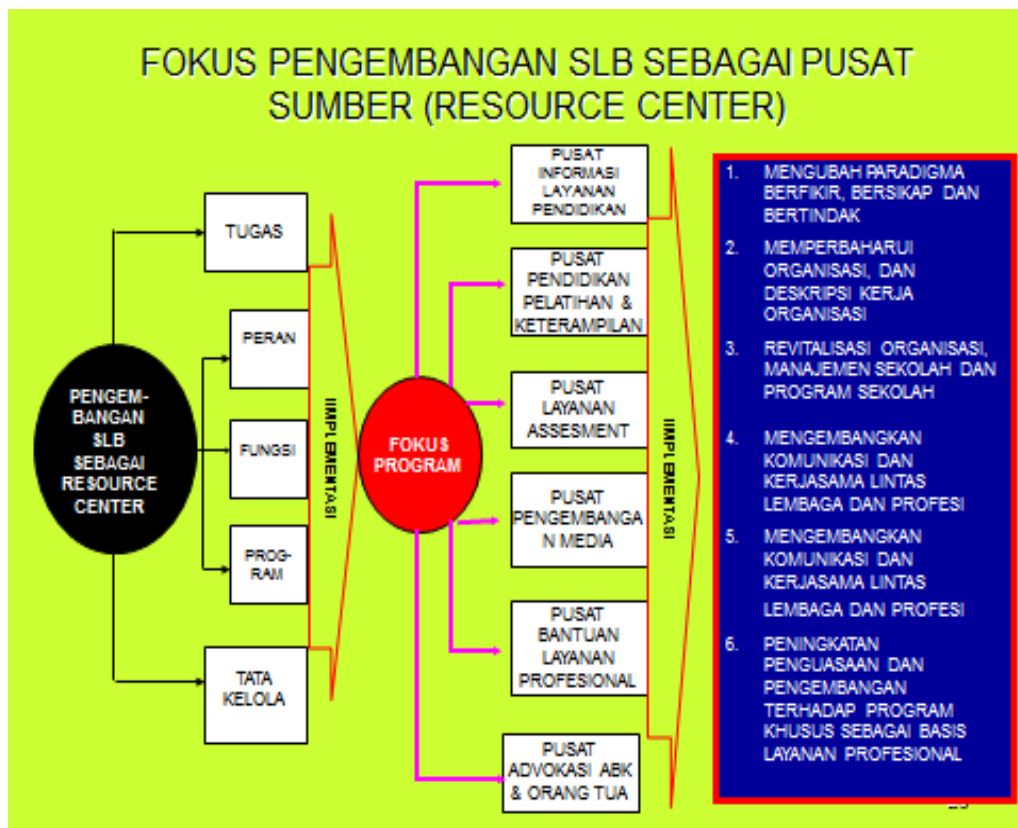 FOKUS PENGEMBANGAN SLB SEBAGAI PUSAT
SUMBER (RESOURCE CENTER)
PENGEM-
BANGAN
SLB
SEBAGAI
RESOURCE
CENTER
TUGAS
PERAN
FUNGSI
PROG-
RAM
TATA
KELOLA
IIMPLEMENTASI
FOKUS
PROGRAM
PUSAT
INFORMASI
LAYANAN
PENDIDIKAN
PUSAT
PENDIDIKAN
PELATIHAN &
KETERAMPILAN
PUSAT
LAYANAN
ASSESMENT
PUSAT
PENGEMBANGA
N MEDIA
PUSAT
BANTUAN
LAYANAN
PROFESIONAL
PUSAT
ADVOKASI ABK
& ORANG TUA
IIMPLEMENTASI
1. MENGUBAH PARADIGMA
BERFIKIR, BERSIKAP DAN
BERTINDAK
2. MEMPERBAHARUI
ORGANISASI, DAN
DESKRIPSI KERJA
ORGANISASI
3. REVITALISASI ORGANISASI,
MANAJEMEN SEKOLAH DAN
PROGRAM SEKOLAH
4. MENGEMBANGKAN
KOMUNIKASI DAN
KERJASAMA LINTAS
LEMBAGA DAN PROFESI
5. MENGEMBANGKAN
KOMUNIKASI DAN
KERJASAMA LINTAS
LEMBAGA DAN PROFESI
6. PENINGKATAN
PENGUASAAN DAN
PENGEMBANGAN
TERHADAP PROGRAM
KHUSUS SEBAGAI BASIS
LAYANAN PROFESIONAL